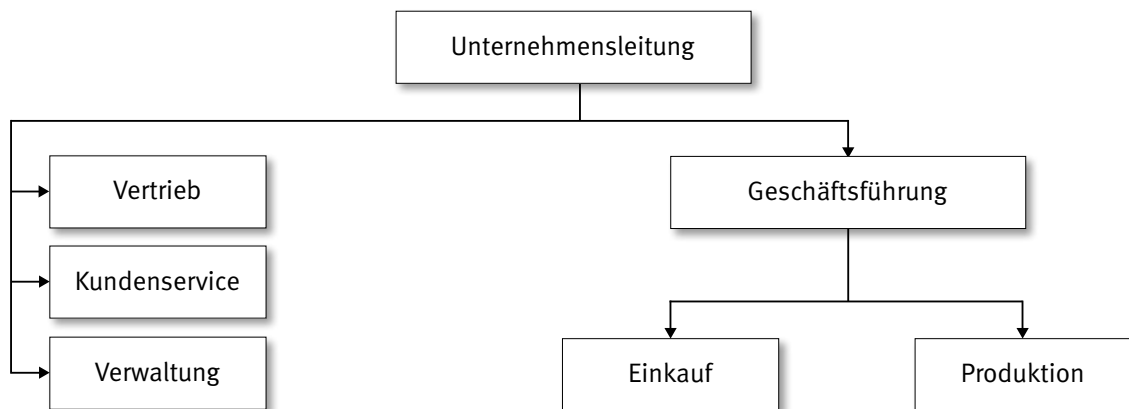 Unternehmensleitung
Vertrieb
Geschäftsführung
Kundenservice
Verwaltung
Einkauf
Produktion